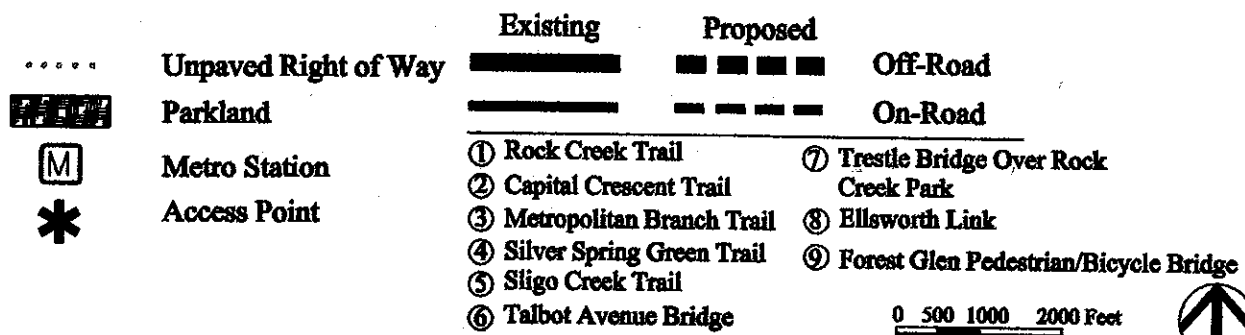 Existing Proposed
Unpaved Right of Way Off-Road
Parkland On-Road
M Metro Station
Access Point
① Rock Creek Trail
② Capital Crescent Trail
③ Metropolitan Branch Trail
④ Silver Spring Green Trail
⑤ Sligo Creek Trail
⑥ Talbot Avenue Bridge
⑦ Trestle Bridge Over Rock
Creek Park
⑧ Ellsworth Link
⑨ Forest Glen Pedestrian/Bicycle Bridge
0 500 1000 2000 Feet